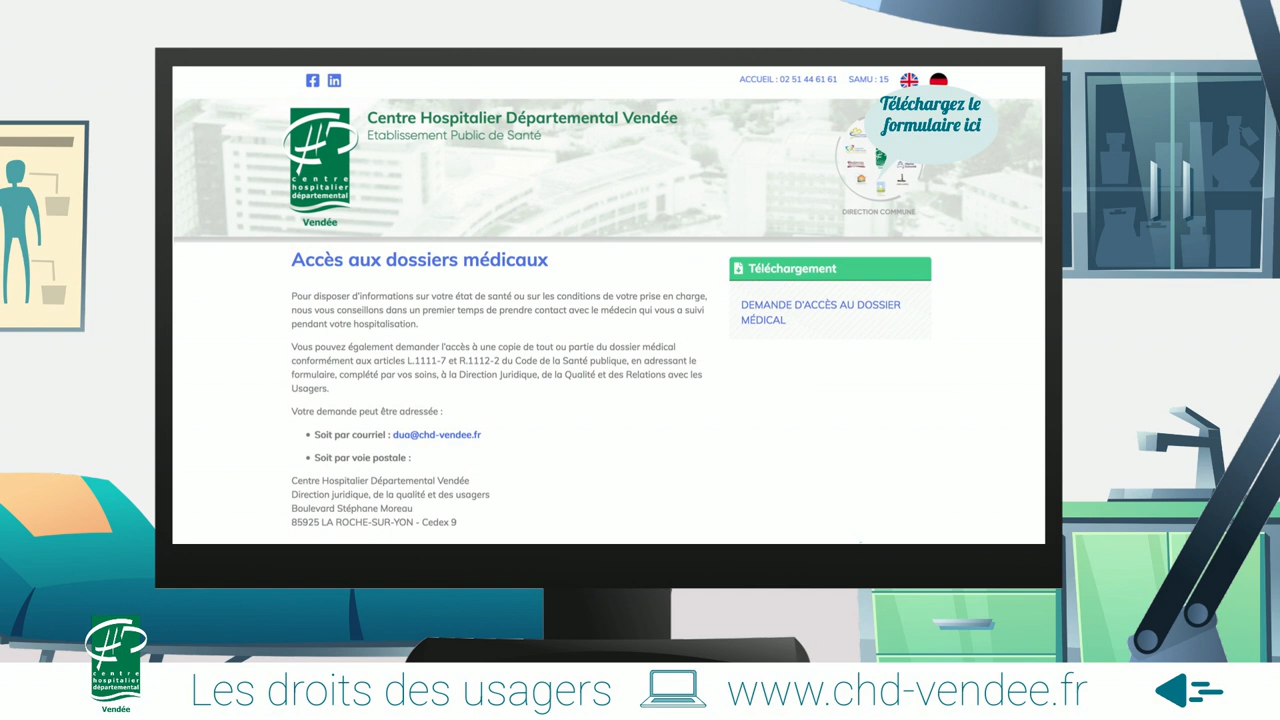 ACCUEIL : 02 51 44 61 61 SAMU : 15
Téléchargez le
formulaire ici
Centre Hospitalier Départemental Vendée
Etablissement Public de Santé
centre
hospitalier
départemental
Vendée
DIRECTION COMMUNE
Accès aux dossiers médicaux
Pour disposer d'informations sur votre état de santé ou sur les conditions de votre prise en charge,
nous vous conseillons dans un premier temps de prendre contact avec le médecin qui vous a suivi
pendant votre hospitalisation.
Vous pouvez également demander l'accès à une copie de tout ou partie du dossier médical
conformément aux articles L.1111-7 et R.1112-2 du Code de la Santé publique, en adressant le
formulaire, complété par vos soins, à la Direction Juridique, de la Qualité et des Relations avec les
Usagers.
Votre demande peut être adressée :
• Soit par courriel : dua@chd-vendee.fr
• Soit par voie postale :
Centre Hospitalier Départemental Vendée
Direction juridique, de la qualité et des usagers
Boulevard Stéphane Moreau
85925 LA ROCHE-SUR-YON - Cedex 9
Téléchargement
DEMANDE D'ACCÈS AU DOSSIER
MÉDICAL
centre
hospitalier
départemental
Vendée
Les droits des usagers www.chd-vendee.fr